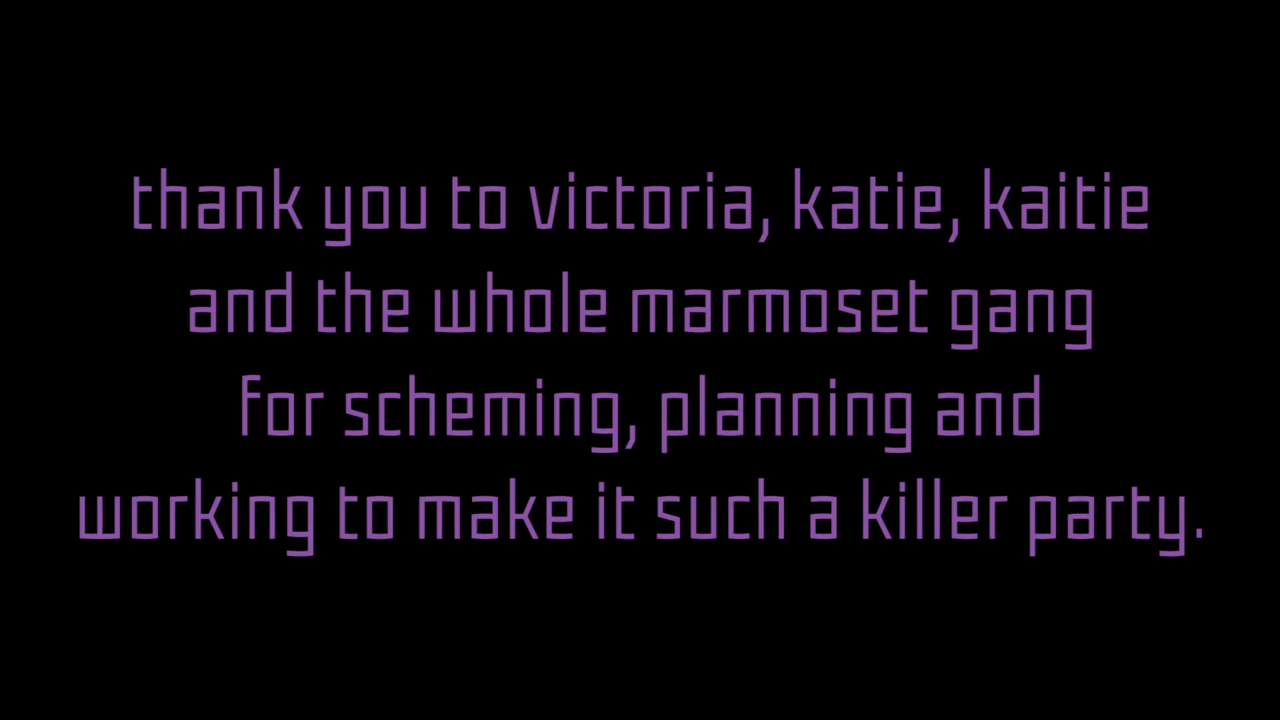 thank you to victoria, katie, kaitie
and the whole marmoset gang
for scheming, planning and
working to make it such a killer party.